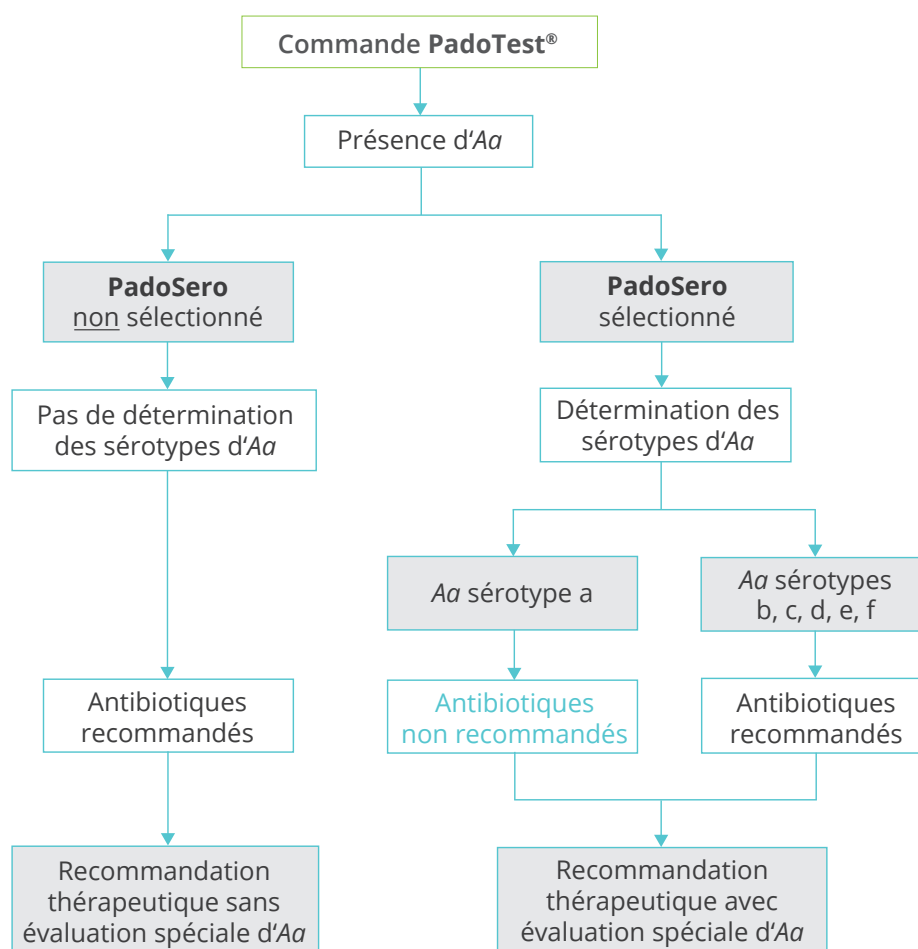 Commande PadoTest®
Présence d‘Aa
PadoSero
non sélectionné
PadoSero
sélectionné
Pas de détermination
des sérotypes d‘Aa
Détermination des
sérotypes d‘Aa
Aa sérotype a
Aa sérotypes
b, c, d, e, f
Antibiotiques
recommandés
Antibiotiques
non recommandés
Antibiotiques
recommandés
Recommandation
thérapeutique sans
évaluation spéciale d‘Aa
Recommandation
thérapeutique avec
évaluation spéciale d‘Aa